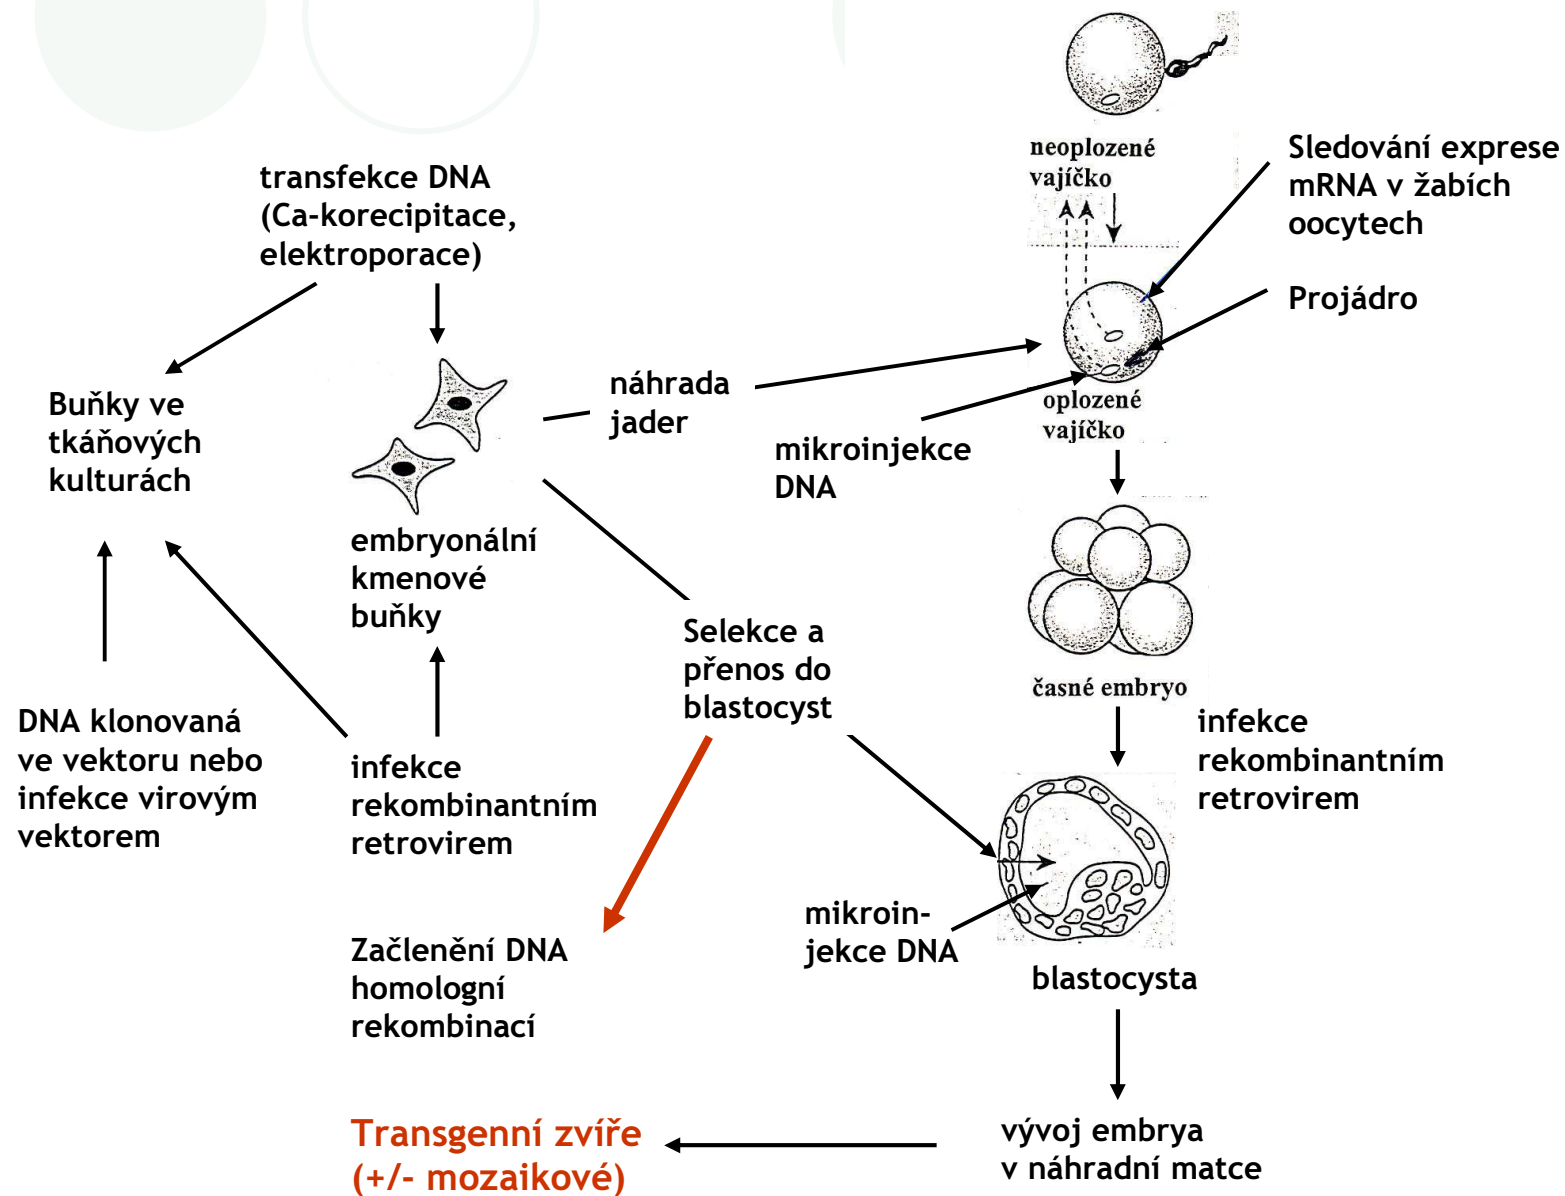 neoplozené
vajíčko
Sledování exprese
mRNA v žabích
oocytech
transfekce DNA
(Ca-korecipitace,
elektroporace)
Projádro
náhrada
jader
Buňky ve
tkáňových
kulturách
oplozené
vajíčko
mikroinjekce
DNA
embryonální
kmenové
buňky
Selekce a
přenos do
blastocyst
časné embryo
DNA klonovaná
ve vektoru nebo
infekce virovým
vektorem
infekce
rekombinantním
retrovirem
infekce
rekombinantním
retrovirem
mikroin-
jekce DNA
Začlenění DNA
homologní
rekombinací
blastocysta
Transgenní zvíře
(+/- mozaikové)
vývoj embrya
v náhradní matce